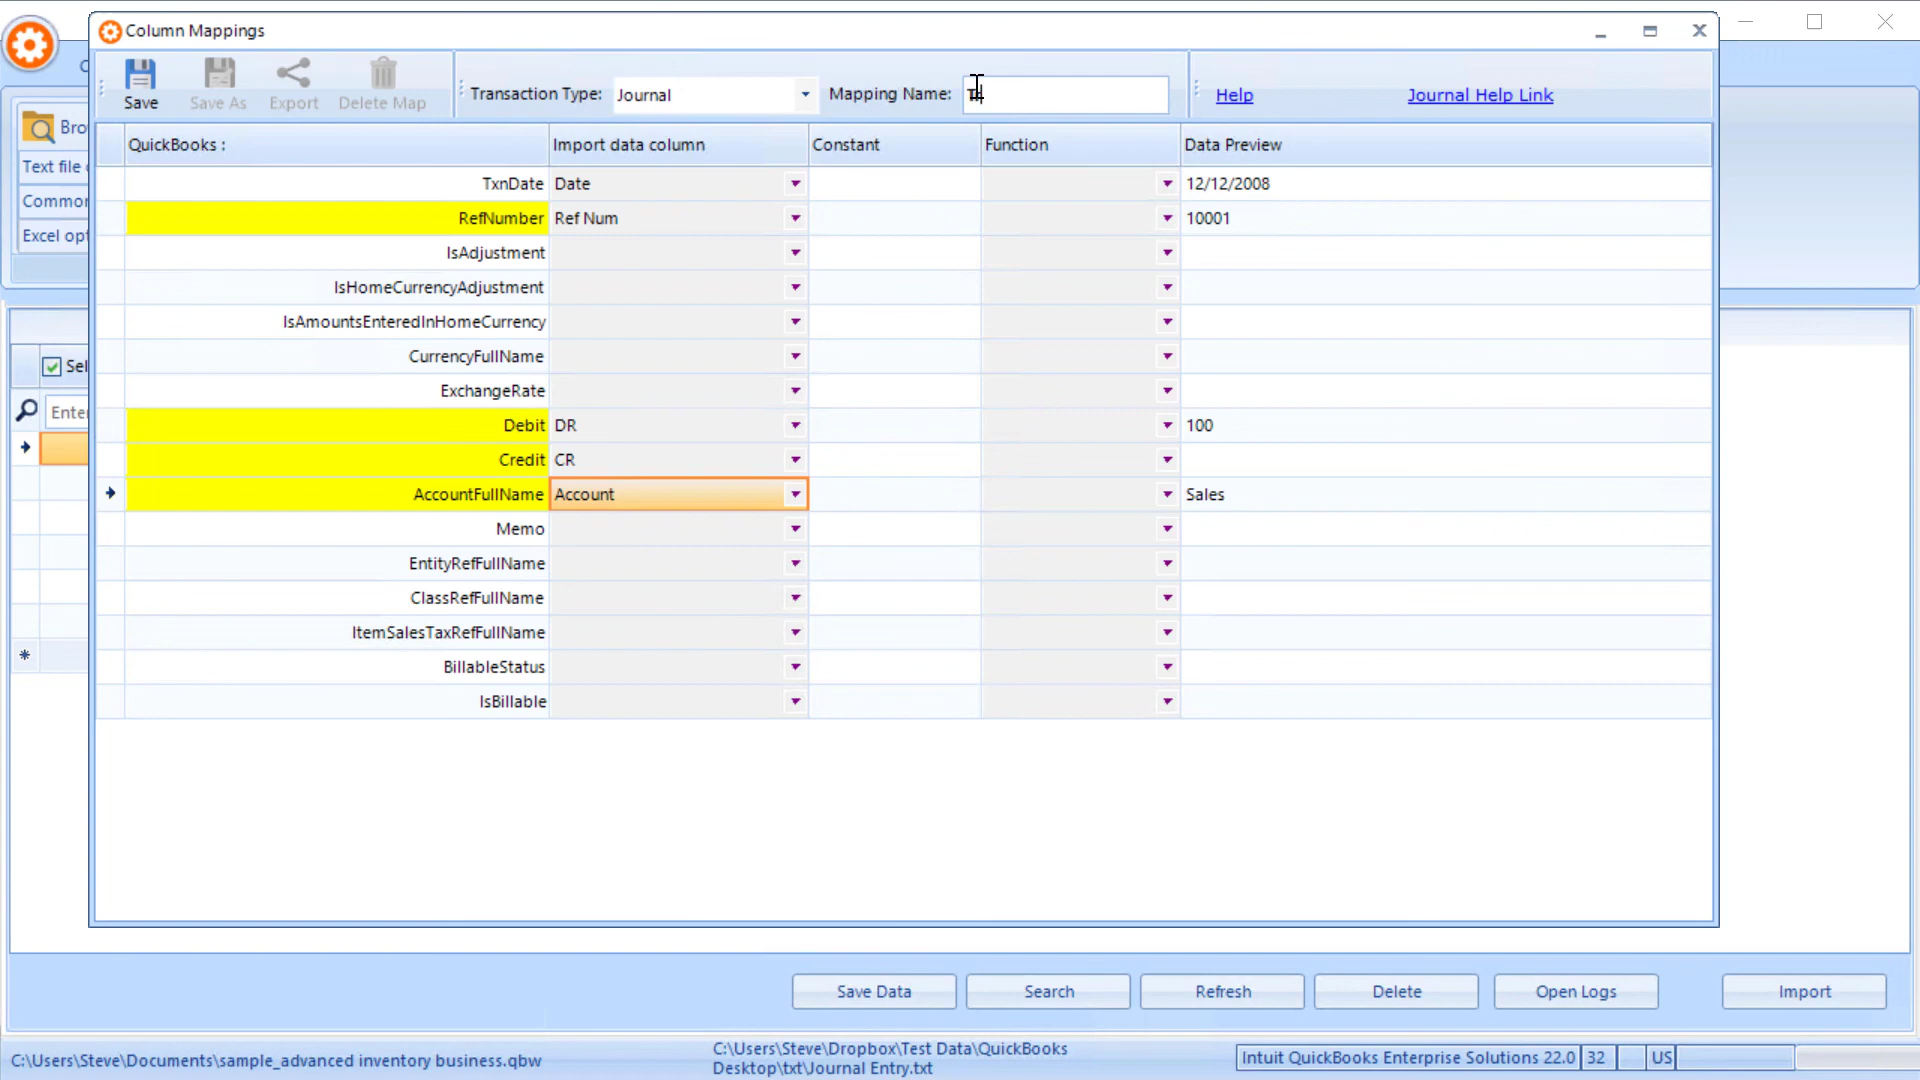 Column Mappings
Save
Save As
Export
Delete Map
Transaction Type: Journal
Mapping Name:
Help
Journal Help Link
QuickBooks :
Import data column
Constant
Function
Data Preview
TxnDate Date 12/12/2008
RefNumber Ref Num 10001
IsAdjustment
IsHomeCurrencyAdjustment
IsAmountsEnteredInHomeCurrency
CurrencyFullName
ExchangeRate
Debit DR 100
Credit CR
AccountFullName Account Sales
Memo
EntityRefFullName
ClassRefFullName
ItemSalesTaxRefFullName
BillableStatus
IsBillable
Bro
Text file
Commo
Excel opt
Sel
Enter
Save Data
Search
Refresh
Delete
Open Logs
Import
C:\Users\Steve\Documents\sample_advanced inventory business.qbw
C:\Users\Steve\Dropbox\Test Data\QuickBooks
Desktop\txt\Journal Entry.txt
Intuit QuickBooks Enterprise Solutions 22.0
32
US